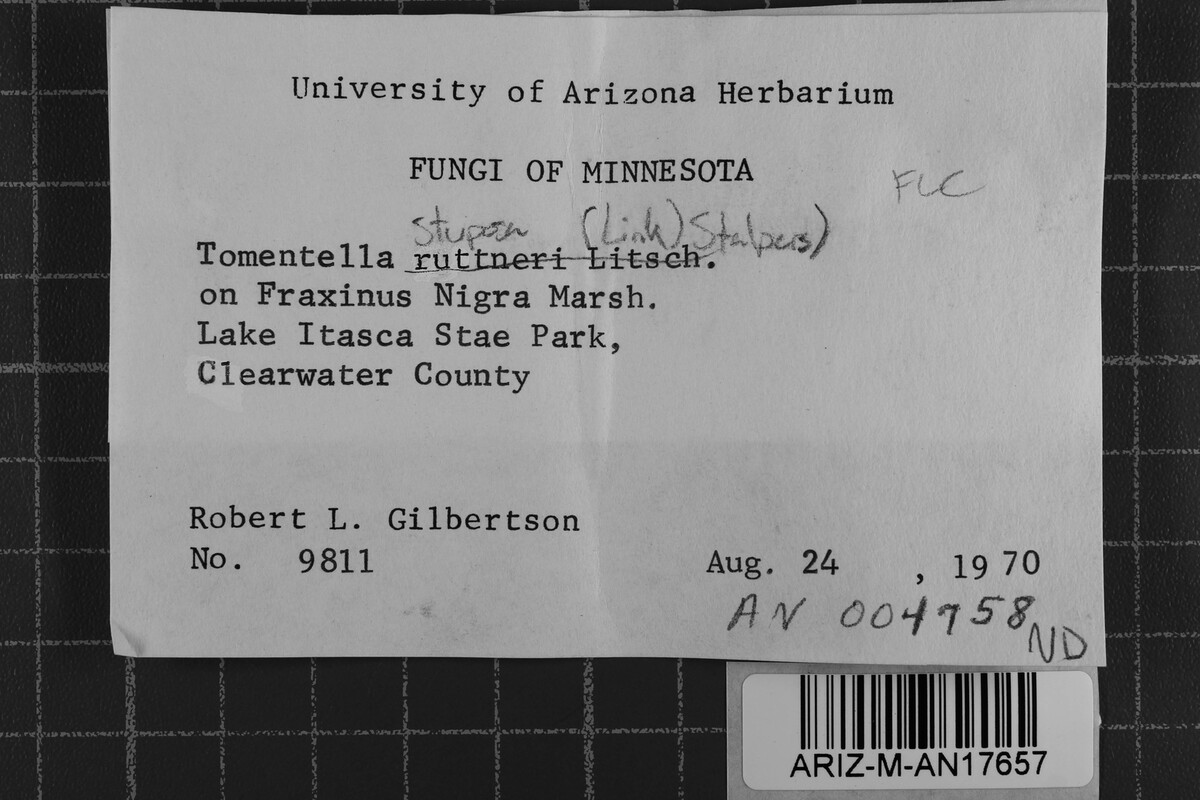 University of Arizona Herbarium
FUNGI OF MINNESOTA
FLC
stuposa (Link) Stalpers)
Tomentella ruttneri Litsch.
on Fraxinus Nigra Marsh.
Lake Itasca Stae Park,
Clearwater County
Robert L. Gilbertson
No. 9811
Aug. 24 , 1970
AN 004758
ND
ARIZ-M-AN17657